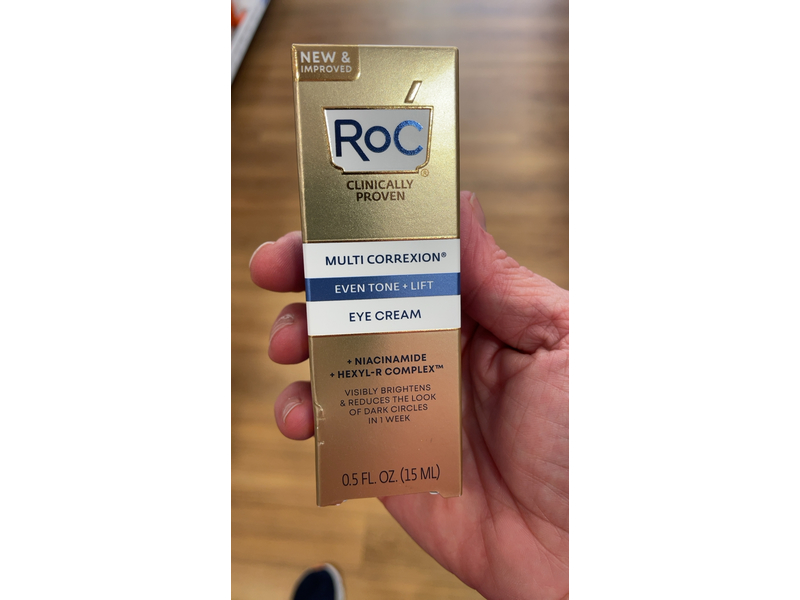 NEW &
IMPROVED
RoC®
CLINICALLY
PROVEN
MULTI CORREXION®
EVEN TONE + LIFT
EYE CREAM
+ NIACINAMIDE
+ HEXYL-R COMPLEX™
VISIBLY BRIGHTENS
& REDUCES THE LOOK
OF DARK CIRCLES
IN 1 WEEK
0.5 FL. OZ. (15 ML)